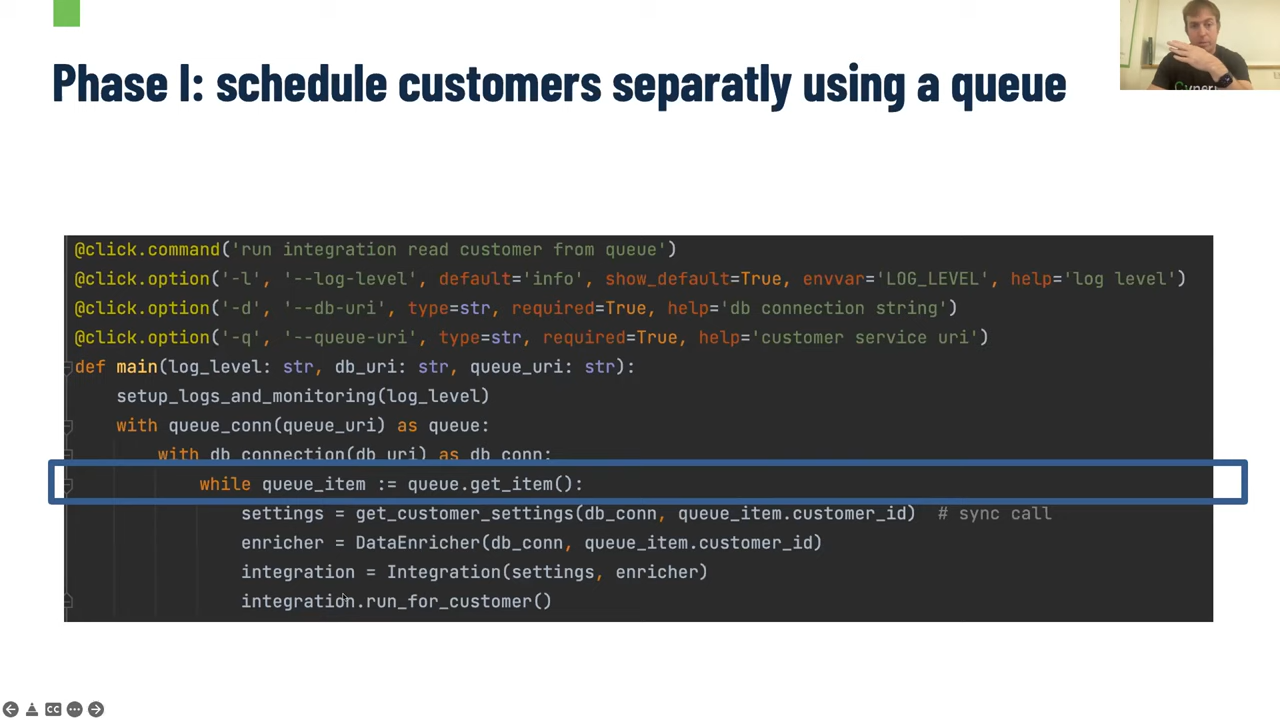 Phase I: schedule customers separatly using a queue
@click.command('run integration read customer from queue')
@click.option('-l', '--log-level', default='info', show_default=True, envvar='LOG_LEVEL', help='log level')
@click.option('-d', '--db-uri', type=str, required=True, help='db connection string')
@click.option('-q', '--queue-uri', type=str, required=True, help='customer service uri')
def main(log_level: str, db_uri: str, queue_uri: str):
setup_logs_and_monitoring(log_level)
with queue_conn(queue_uri) as queue:
with db_connection(db_uri) as db_conn:
while queue_item := queue.get_item():
settings = get_customer_settings(db_conn, queue_item.customer_id) # sync call
enricher = DataEnricher(db_conn, queue_item.customer_id)
integration = Integration(settings, enricher)
integration.run_for_customer()
CC